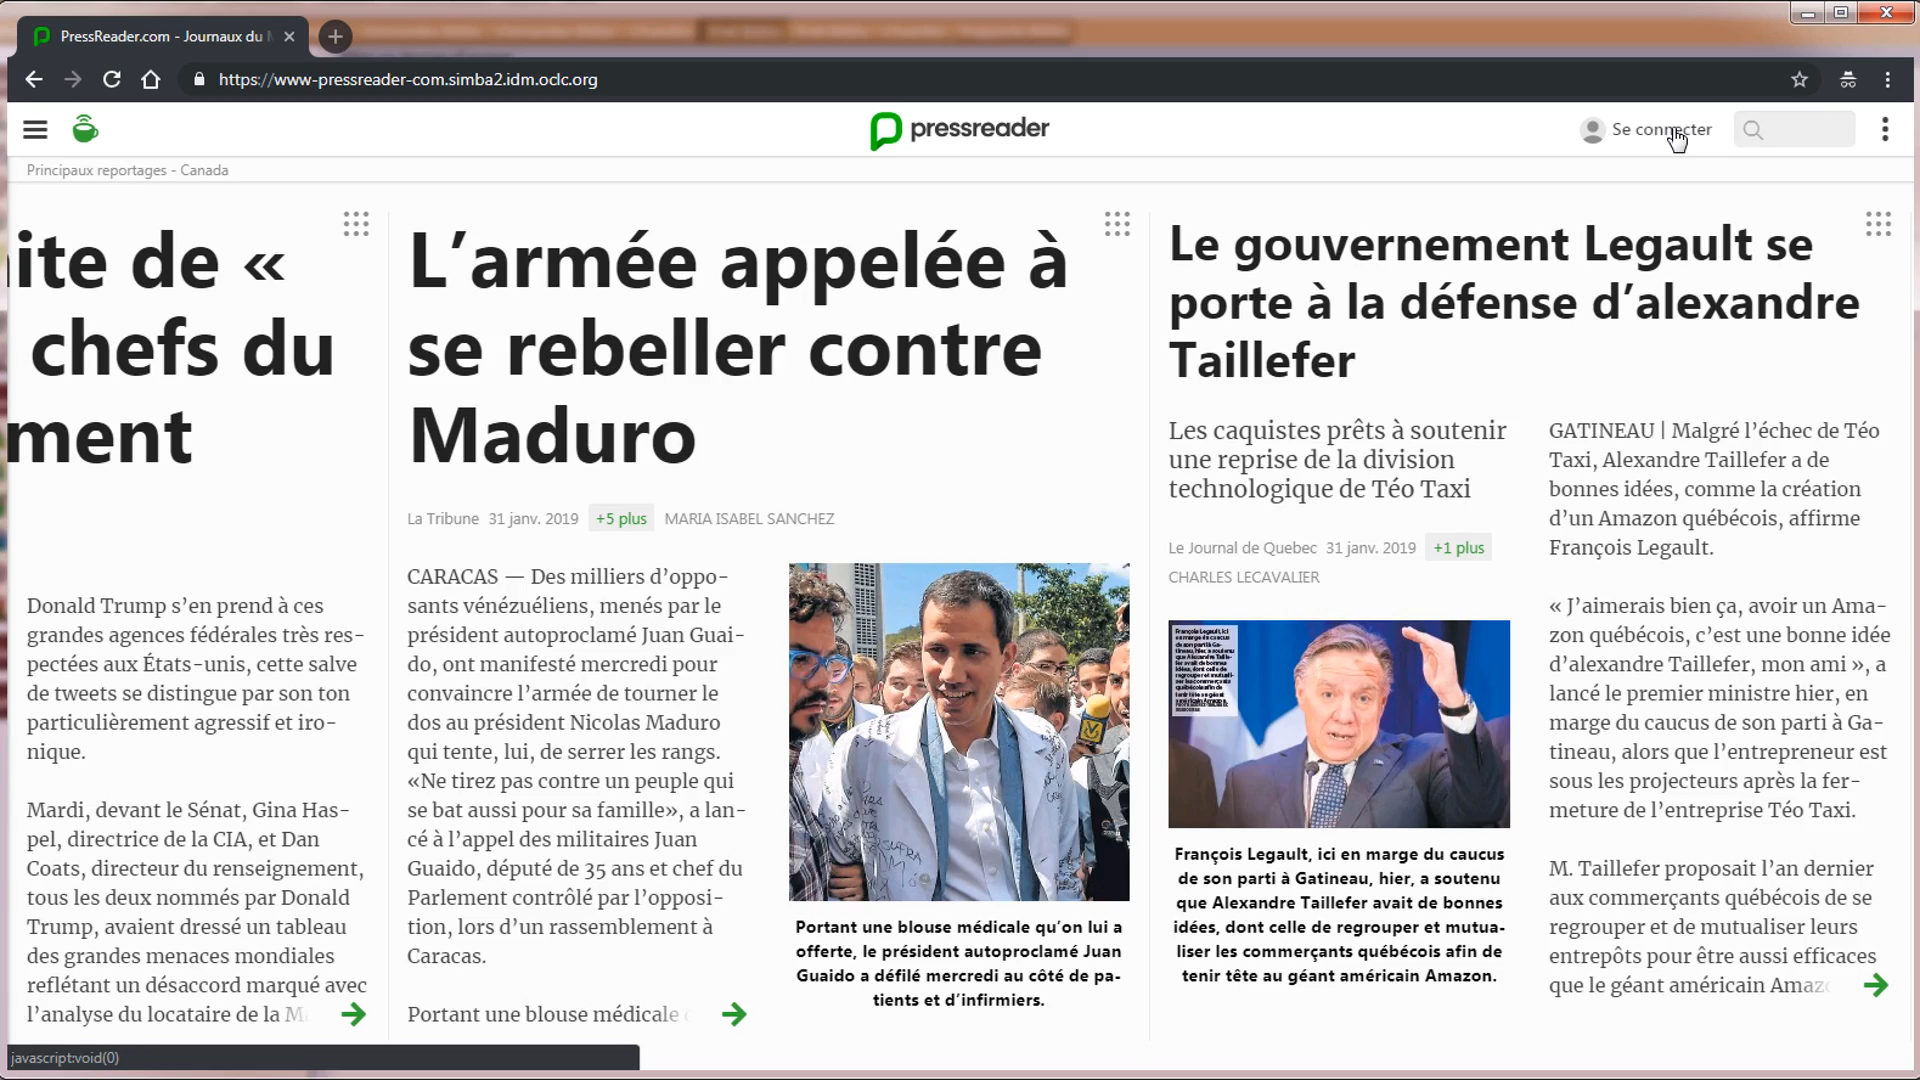 PressReader.com - Journaux du
https://www-pressreader-com.simba2.idm.oclc.org
pressreader
Se connecter
Principaux reportages - Canada
ite de «
chefs du
ment
Donald Trump s’en prend à ces
grandes agences fédérales très res-
pectées aux États-unis, cette salve
de tweets se distingue par son ton
particulièrement agressif et iro-
nique.
Mardi, devant le Sénat, Gina Has-
pel, directrice de la CIA, et Dan
Coats, directeur du renseignement,
tous les deux nommés par Donald
Trump, avaient dressé un tableau
des grandes menaces mondiales
reflétant un désaccord marqué avec
l’analyse du locataire de la M
L’armée appelée à
se rebeller contre
Maduro
La Tribune 31 janv. 2019 +5 plus MARIA ISABEL SANCHEZ
CARACAS — Des milliers d’oppo-
sants vénézuéliens, menés par le
président autoproclamé Juan Guai-
do, ont manifesté mercredi pour
convaincre l’armée de tourner le
dos au président Nicolas Maduro
qui tente, lui, de serrer les rangs.
«Ne tirez pas contre un peuple qui
se bat aussi pour sa famille», a lan-
cé à l’appel des militaires Juan
Guaido, député de 35 ans et chef du
Parlement contrôlé par l’opposi-
tion, lors d’un rassemblement à
Caracas.
Portant une blouse médicale
Portant une blouse médicale qu’on lui a
offerte, le président autoproclamé Juan
Guaido a défilé mercredi au côté de pa-
tients et d’infirmiers.
Le gouvernement Legault se
porte à la défense d’alexandre
Taillefer
Les caquistes prêts à soutenir
une reprise de la division
technologique de Téo Taxi
Le Journal de Quebec 31 janv. 2019 +1 plus
CHARLES LECAVALIER
François Legault, ici en marge du caucus
de son parti à Gatineau, hier, a soutenu
que Alexandre Taillefer avait de bonnes
idées, dont celle de regrouper et mutua-
liser les commerçants québécois afin de
tenir tête au géant américain Amazon.
GATINEAU | Malgré l’échec de Téo
Taxi, Alexandre Taillefer a de
bonnes idées, comme la création
d’un Amazon québécois, affirme
François Legault.
« J’aimerais bien ça, avoir un Ama-
zon québécois, c’est une bonne idée
d’alexandre Taillefer, mon ami », a
lancé le premier ministre hier, en
marge du caucus de son parti à Ga-
tineau, alors que l’entrepreneur est
sous les projecteurs après la fer-
meture de l’entreprise Téo Taxi.
M. Taillefer proposait l’an dernier
aux commerçants québécois de se
regrouper et de mutualiser leurs
entrepôts pour être aussi efficaces
que le géant américain Amaz
javascript:void(0)